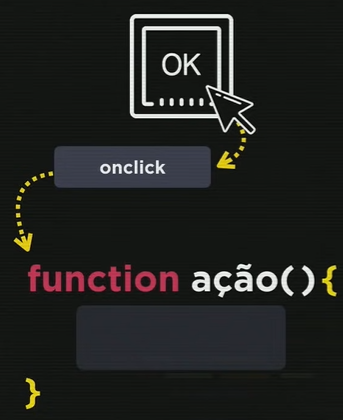 OK
onclick
function ação(){
}